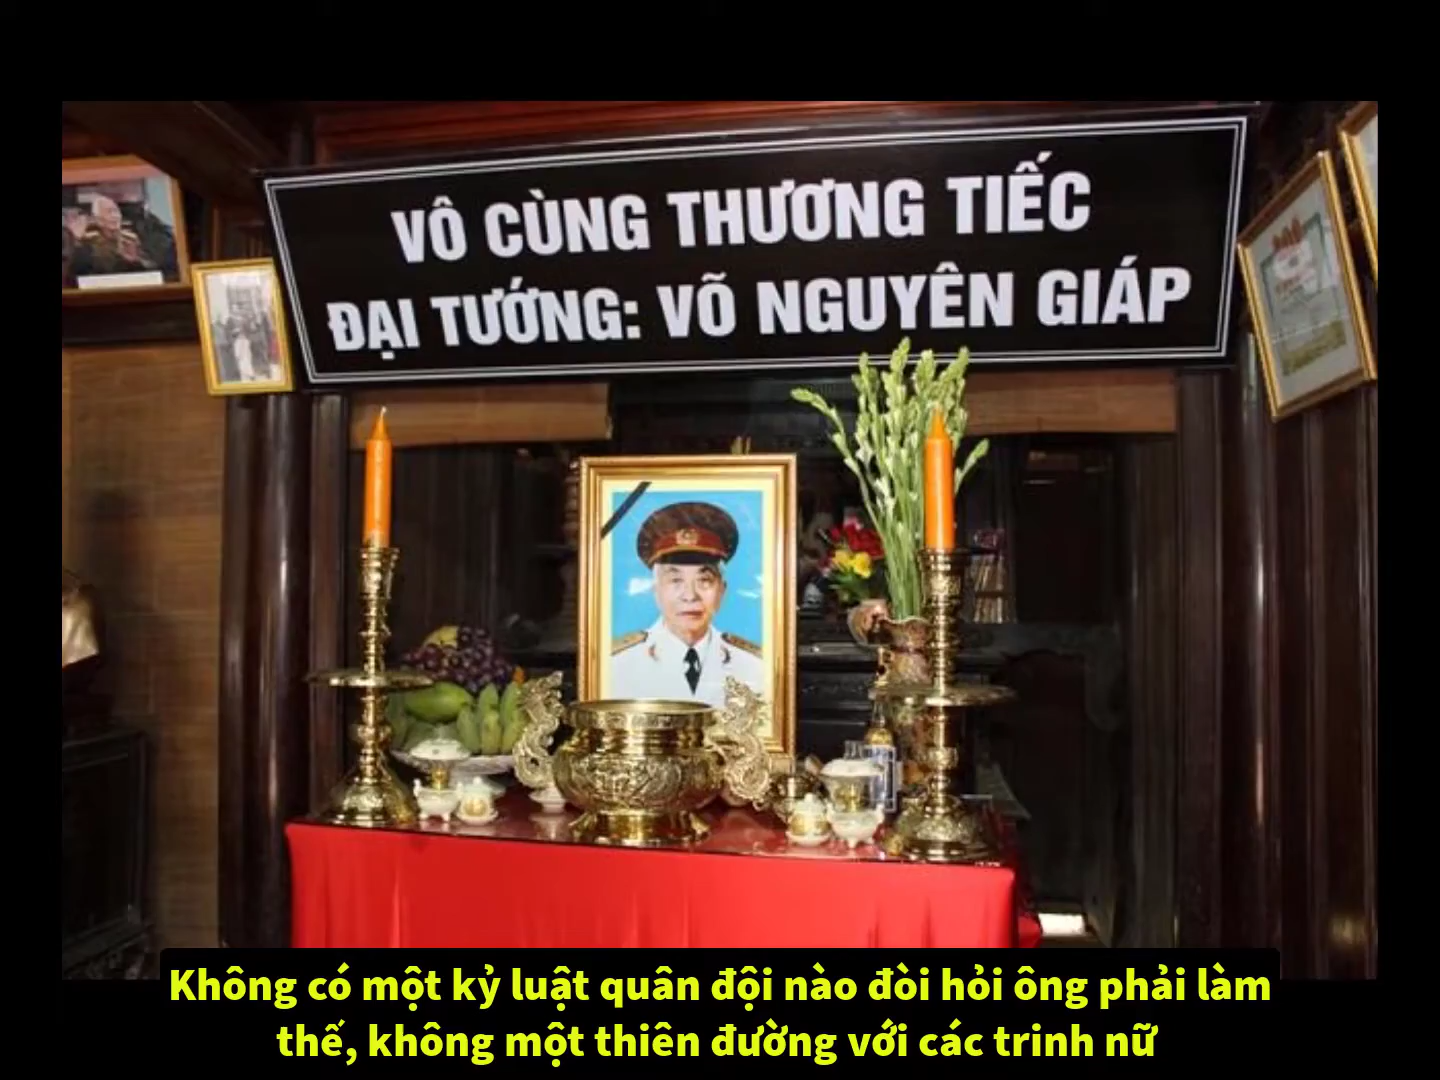 VÔ CÙNG THƯƠNG TIẾC
ĐẠI TƯỚNG: VÕ NGUYÊN GIÁP
Không có một kỷ luật quân đội nào đòi hỏi ông phải làm
thế, không một thiên đường với các trinh nữ